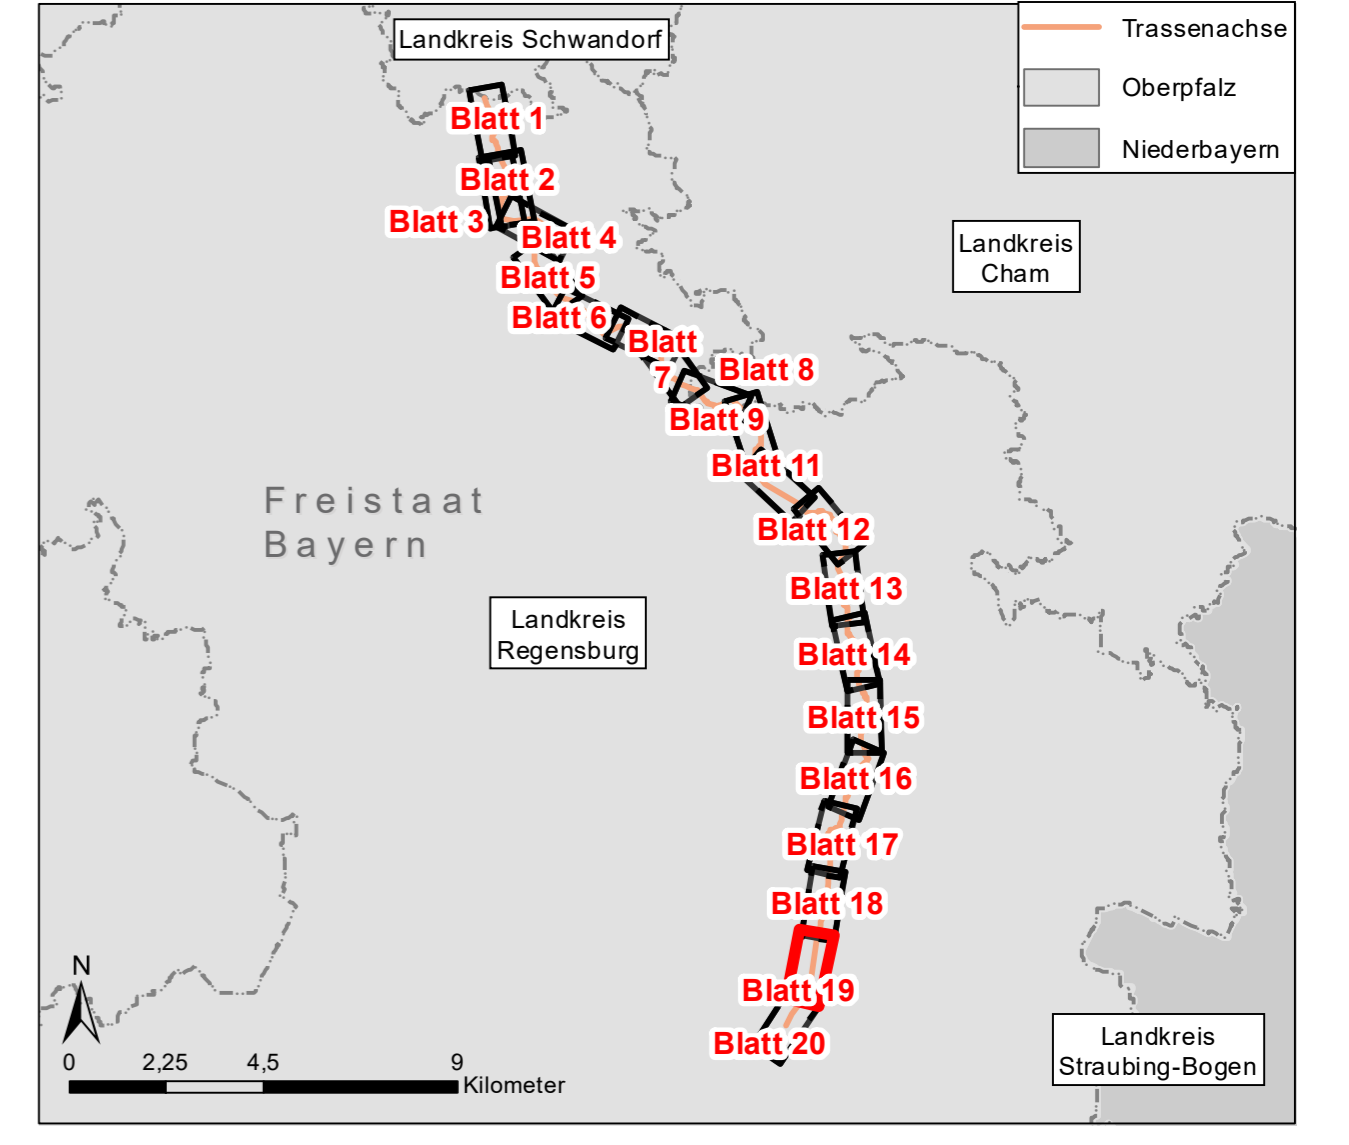 Landkreis Schwandorf
Trassenachse
Oberpfalz
Niederbayern
Blatt 1
Blatt 2
Blatt 3
Blatt 4
Landkreis
Cham
Blatt 5
Blatt 6
Blatt
7
Blatt 8
Blatt 9
Blatt 11
Freistaat
Bayern
Blatt 12
Blatt 13
Landkreis
Regensburg
Blatt 14
Blatt 15
Blatt 16
Blatt 17
Blatt 18
Blatt 19
Blatt 20
N
0 2,25 4,5 9
Kilometer
Landkreis
Straubing-Bogen